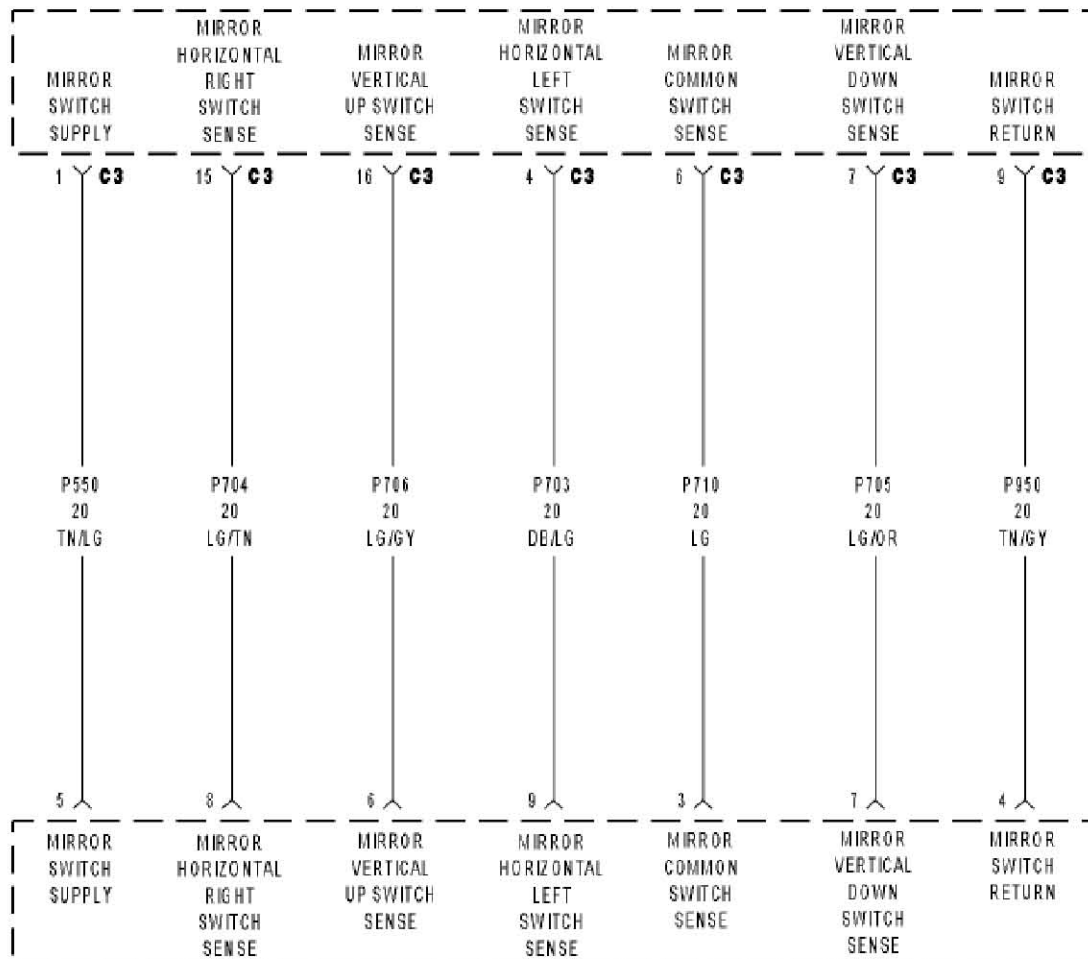 MIRROR
SWITCH
SUPPLY
MIRROR
HORIZONTAL
RIGHT
SWITCH
SENSE
MIRROR
VERTICAL
UP SWITCH
SENSE
MIRROR
HORIZONTAL
LEFT
SWITCH
SENSE
MIRROR
COMMON
SWITCH
SENSE
MIRROR
VERTICAL
DOWN
SWITCH
SENSE
MIRROR
SWITCH
RETURN
1 C3
15 C3
16 C3
4 C3
6 C3
7 C3
9 C3
P550
20
TN/LG
P704
20
LG/TN
P706
20
LG/GY
P703
20
DB/LG
P710
20
LG
P705
20
LG/OR
P950
20
TN/GY
5
8
6
9
3
7
4
MIRROR
SWITCH
SUPPLY
MIRROR
HORIZONTAL
RIGHT
SWITCH
SENSE
MIRROR
VERTICAL
UP SWITCH
SENSE
MIRROR
HORIZONTAL
LEFT
SWITCH
SENSE
MIRROR
COMMON
SWITCH
SENSE
MIRROR
VERTICAL
DOWN
SWITCH
SENSE
MIRROR
SWITCH
RETURN